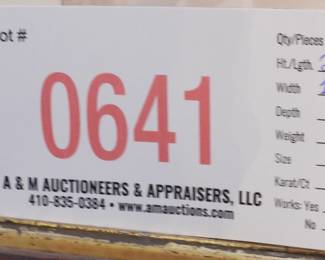 ot #
0641
A & M AUCTIONEERS & APPRAISERS, LLC
410-835-0384 • www.amauctions.com
Qty/Pieces
Ht./Lgth.
Width
Depth
Weight
Size
Karat/Ct
Works: Yes
No